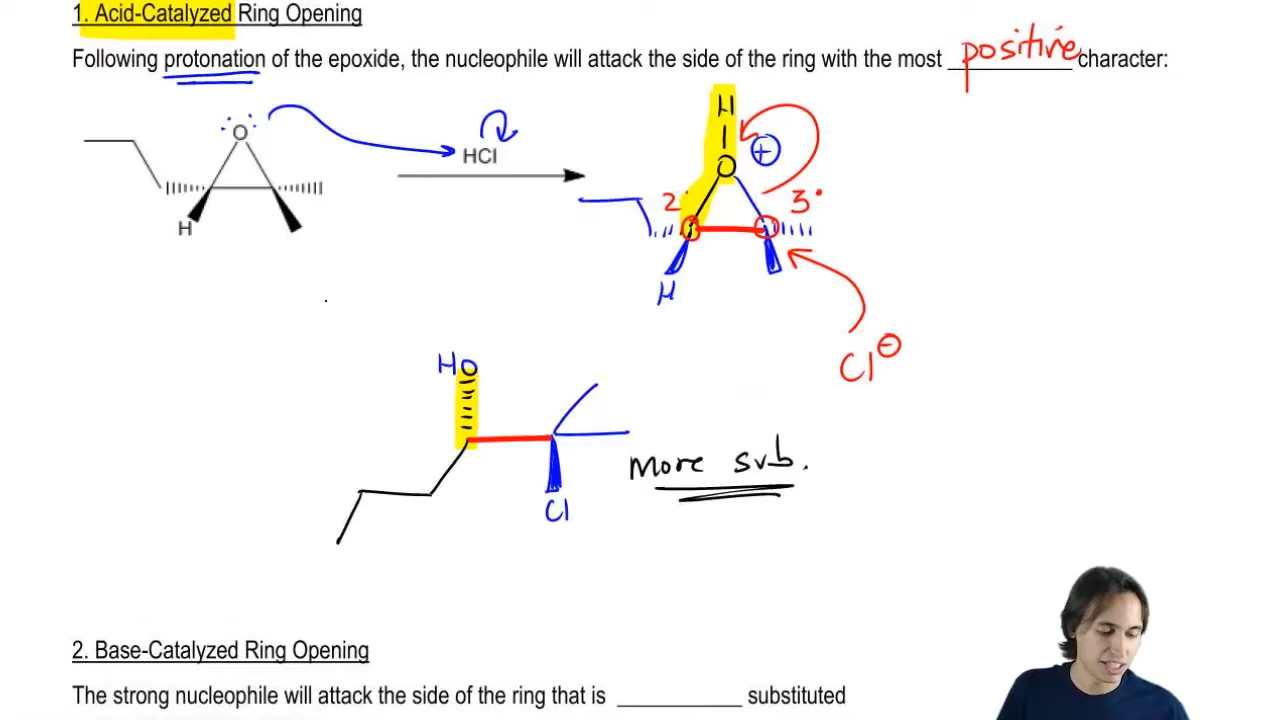 1. Acid-Catalyzed Ring Opening
Following protonation of the epoxide, the nucleophile will attack the side of the ring with the most positive character:
H
O
HCl
O ⊕
2° 3°
H
H
Cl⊖
HO
More sub.
Cl
2. Base-Catalyzed Ring Opening
The strong nucleophile will attack the side of the ring that is __________ substituted